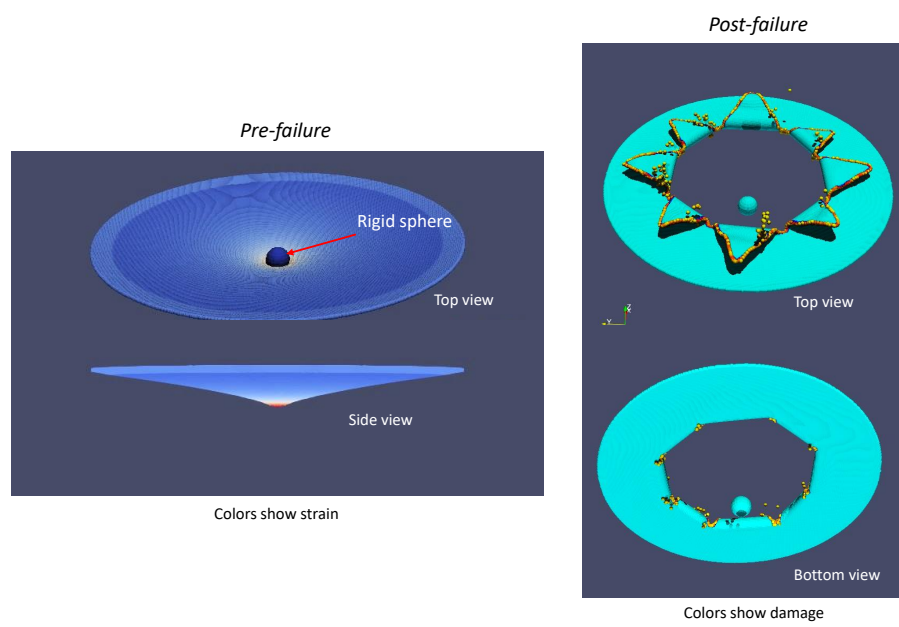 Post-failure
Pre-failure
Rigid sphere
Top view
Side view
Colors show strain
Top view
Z
Y
Bottom view
Colors show damage